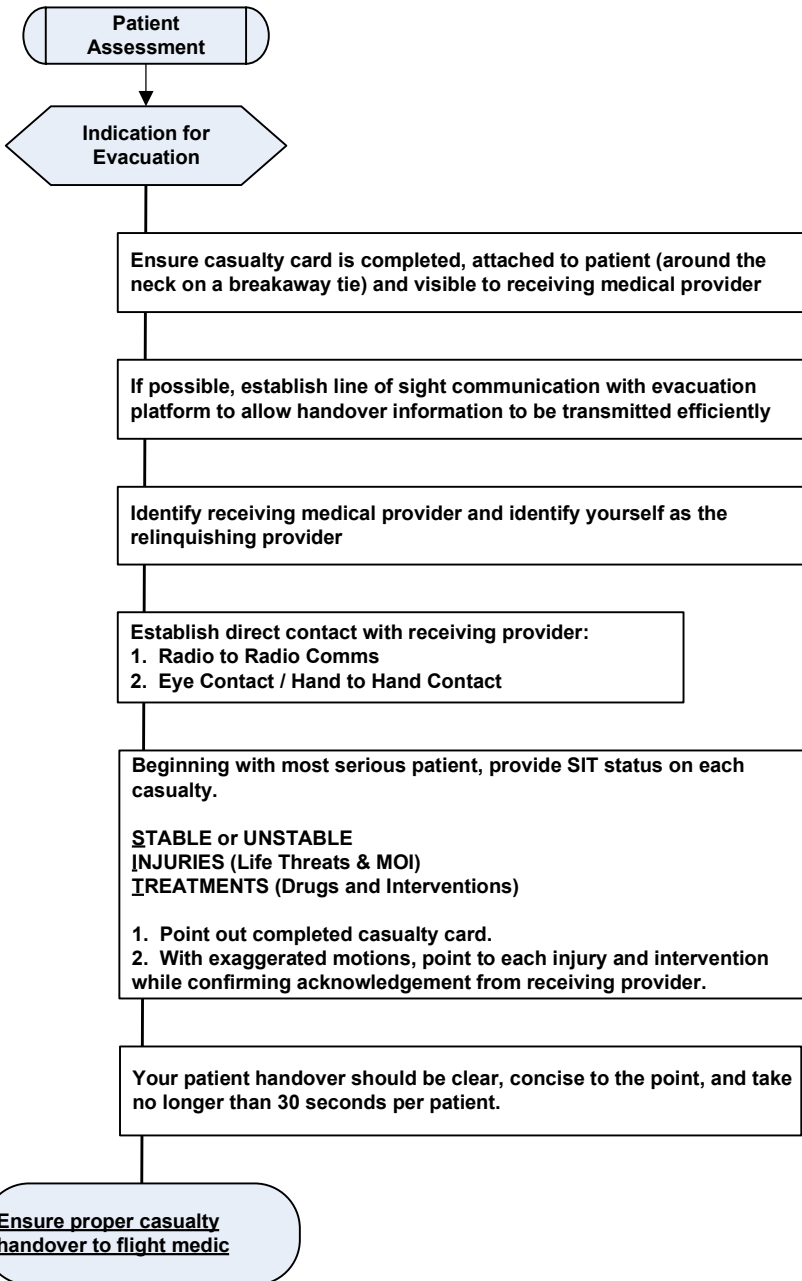 Patient
Assessment
Indication for
Evacuation
Ensure casualty card is completed, attached to patient (around the
neck on a breakaway tie) and visible to receiving medical provider
If possible, establish line of sight communication with evacuation
platform to allow handover information to be transmitted efficiently
Identify receiving medical provider and identify yourself as the
relinquishing provider
Establish direct contact with receiving provider:
1. Radio to Radio Comms
2. Eye Contact / Hand to Hand Contact
Beginning with most serious patient, provide SIT status on each
casualty.
STABLE or UNSTABLE
INJURIES (Life Threats & MOI)
TREATMENTS (Drugs and Interventions)
1. Point out completed casualty card.
2. With exaggerated motions, point to each injury and intervention
while confirming acknowledgement from receiving provider.
Your patient handover should be clear, concise to the point, and take
no longer than 30 seconds per patient.
Ensure proper casualty
handover to flight medic